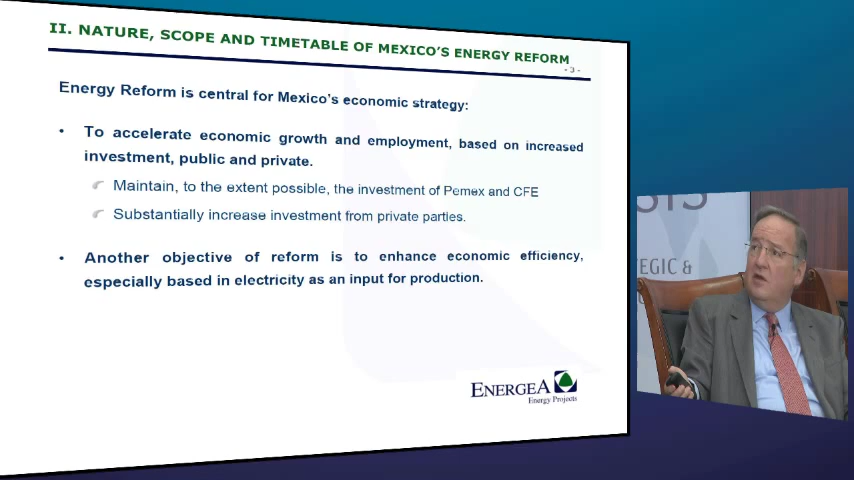 II. NATURE, SCOPE AND TIMETABLE OF MEXICO'S ENERGY REFORM
- 3 -
Energy Reform is central for Mexico's economic strategy:
• To accelerate economic growth and employment, based on increased
investment, public and private.
Maintain, to the extent possible, the investment of Pemex and CFE
Substantially increase investment from private parties.
• Another objective of reform is to enhance economic efficiency,
especially based in electricity as an input for production.
ENERGEA
Energy Projects